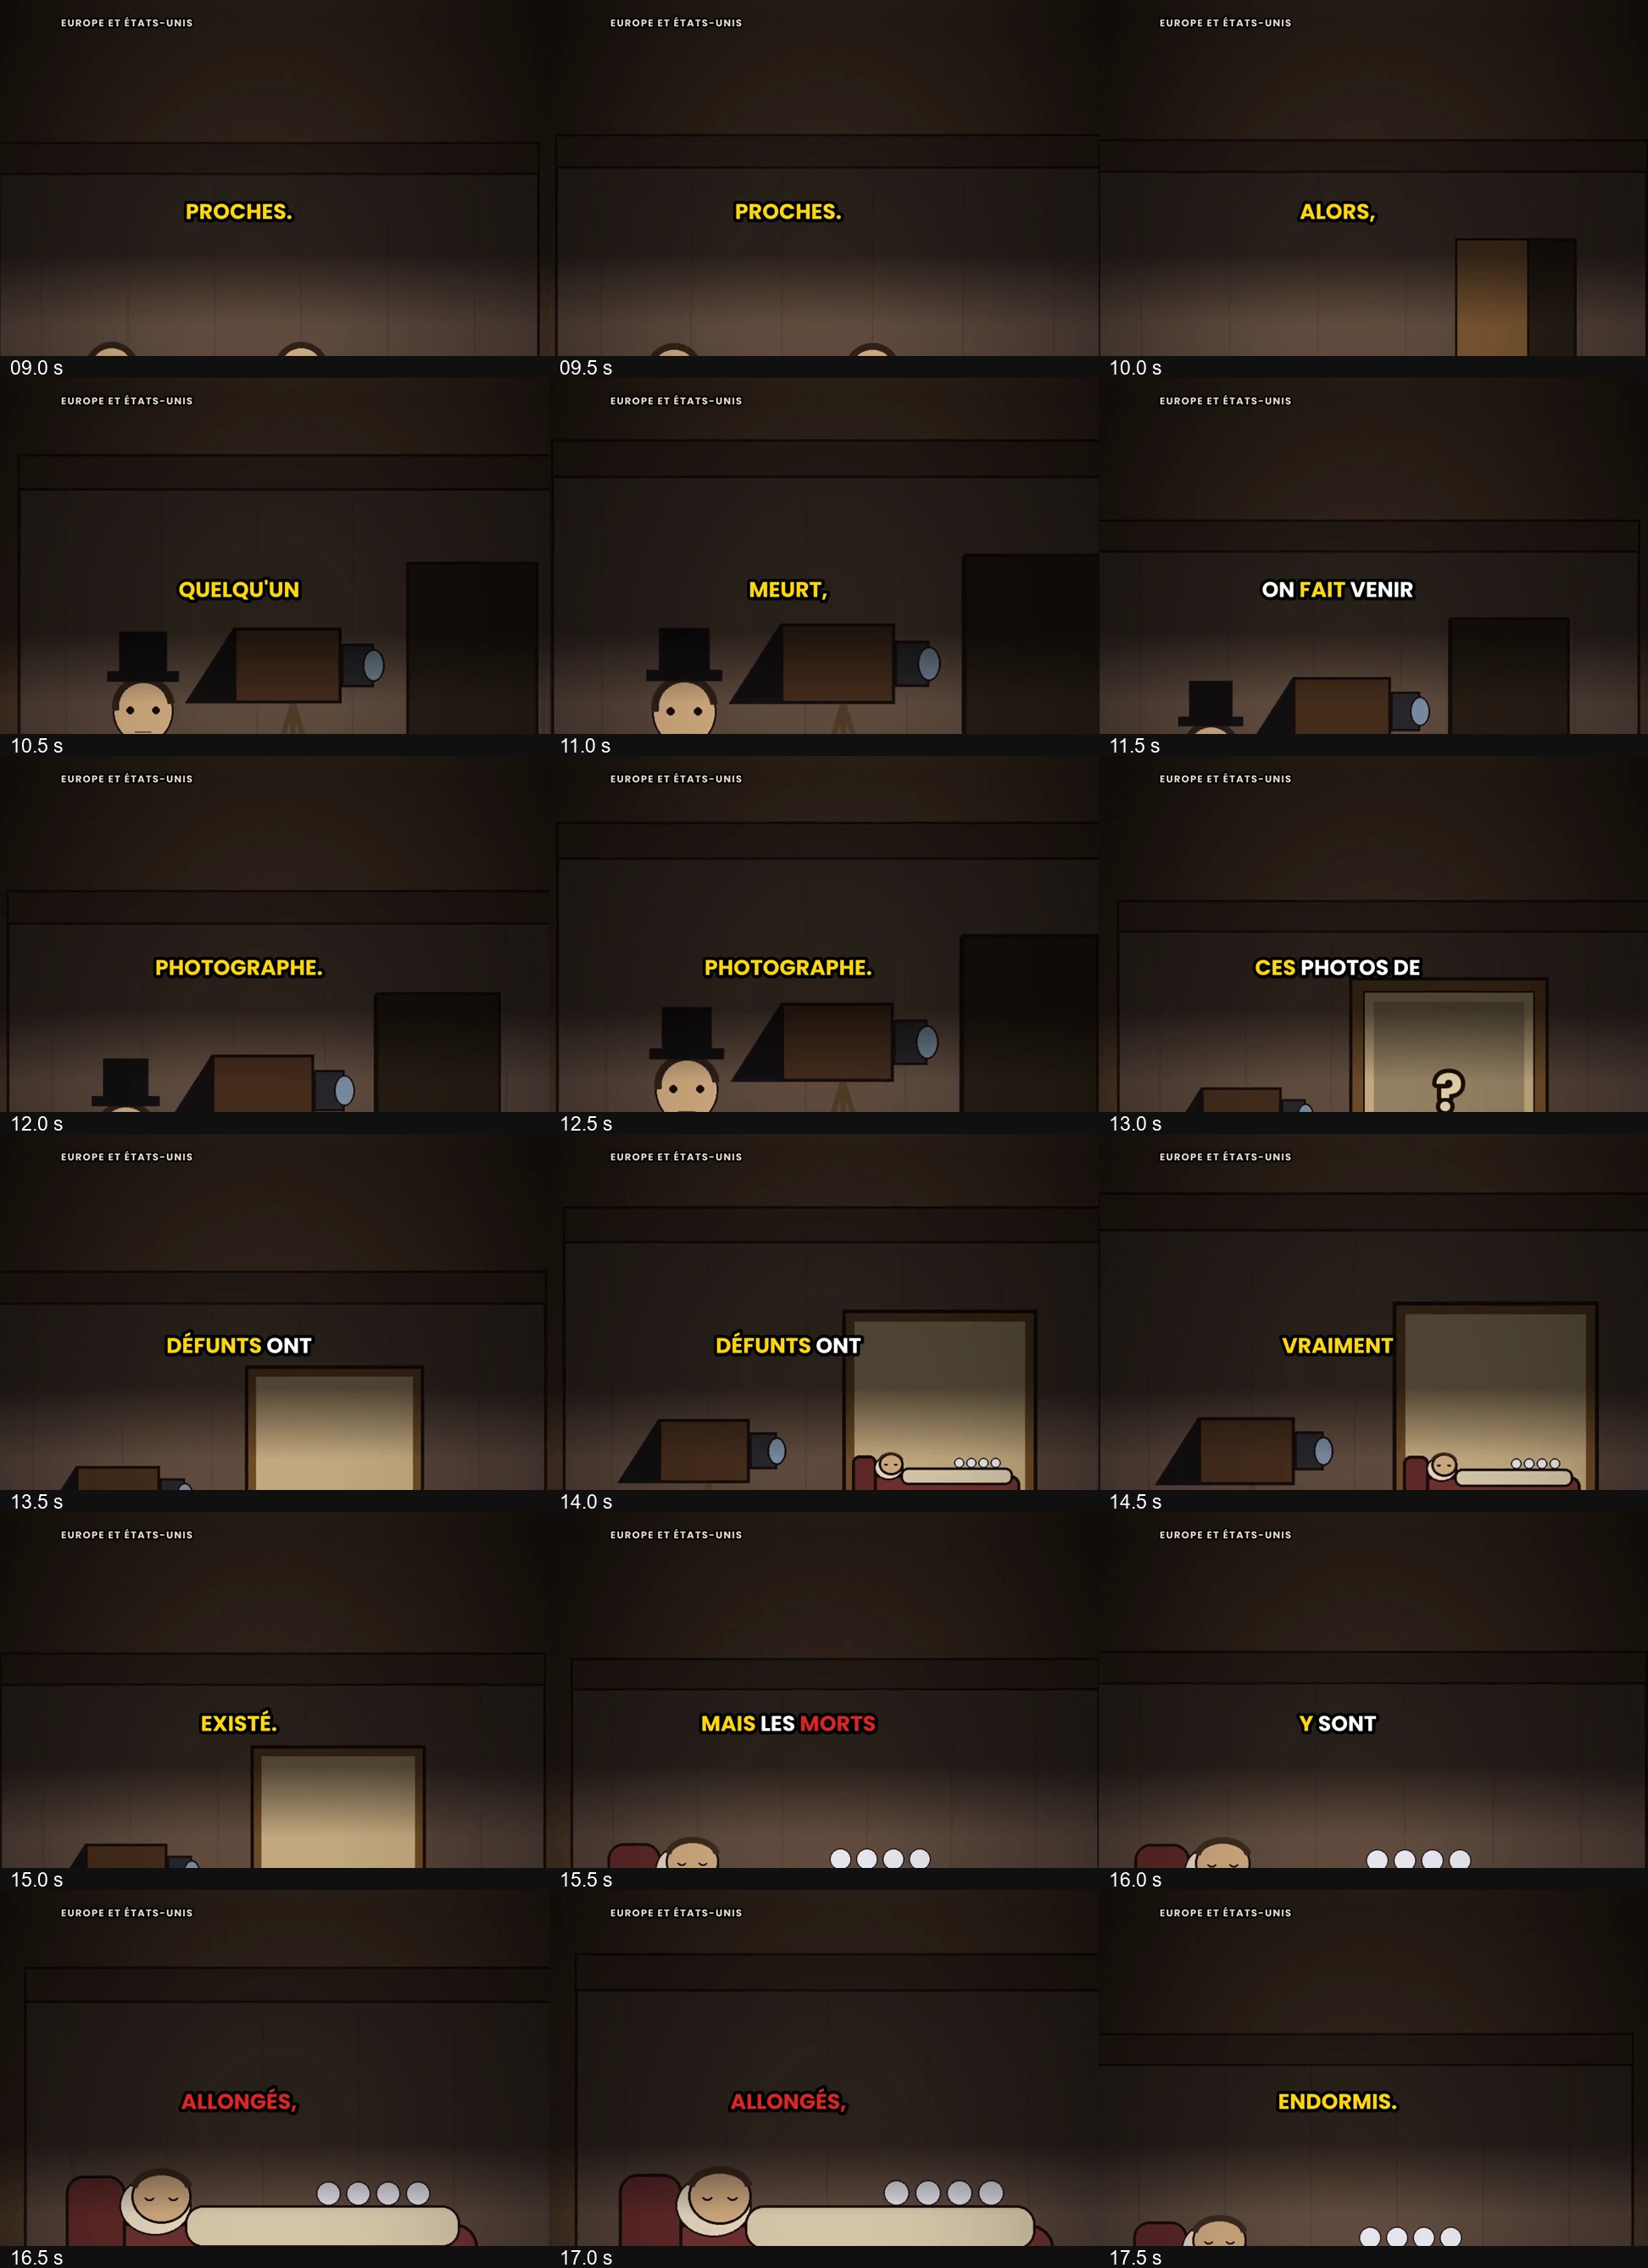 EUROPE ET ÉTATS-UNIS
EUROPE ET ÉTATS-UNIS
EUROPE ET ÉTATS-UNIS
PROCHES.
PROCHES.
ALORS,
09.0 s
09.5 s
10.0 s
EUROPE ET ÉTATS-UNIS
EUROPE ET ÉTATS-UNIS
EUROPE ET ÉTATS-UNIS
QUELQU'UN
MEURT,
ON FAIT VENIR
10.5 s
11.0 s
11.5 s
EUROPE ET ÉTATS-UNIS
EUROPE ET ÉTATS-UNIS
EUROPE ET ÉTATS-UNIS
PHOTOGRAPHE.
PHOTOGRAPHE.
CES PHOTOS DE
?
12.0 s
12.5 s
13.0 s
EUROPE ET ÉTATS-UNIS
EUROPE ET ÉTATS-UNIS
EUROPE ET ÉTATS-UNIS
DÉFUNTS ONT
DÉFUNTS ONT
VRAIMENT
13.5 s
14.0 s
14.5 s
EUROPE ET ÉTATS-UNIS
EUROPE ET ÉTATS-UNIS
EUROPE ET ÉTATS-UNIS
EXISTÉ.
MAIS LES MORTS
Y SONT
15.0 s
15.5 s
16.0 s
EUROPE ET ÉTATS-UNIS
EUROPE ET ÉTATS-UNIS
EUROPE ET ÉTATS-UNIS
ALLONGÉS,
ALLONGÉS,
ENDORMIS.
16.5 s
17.0 s
17.5 s